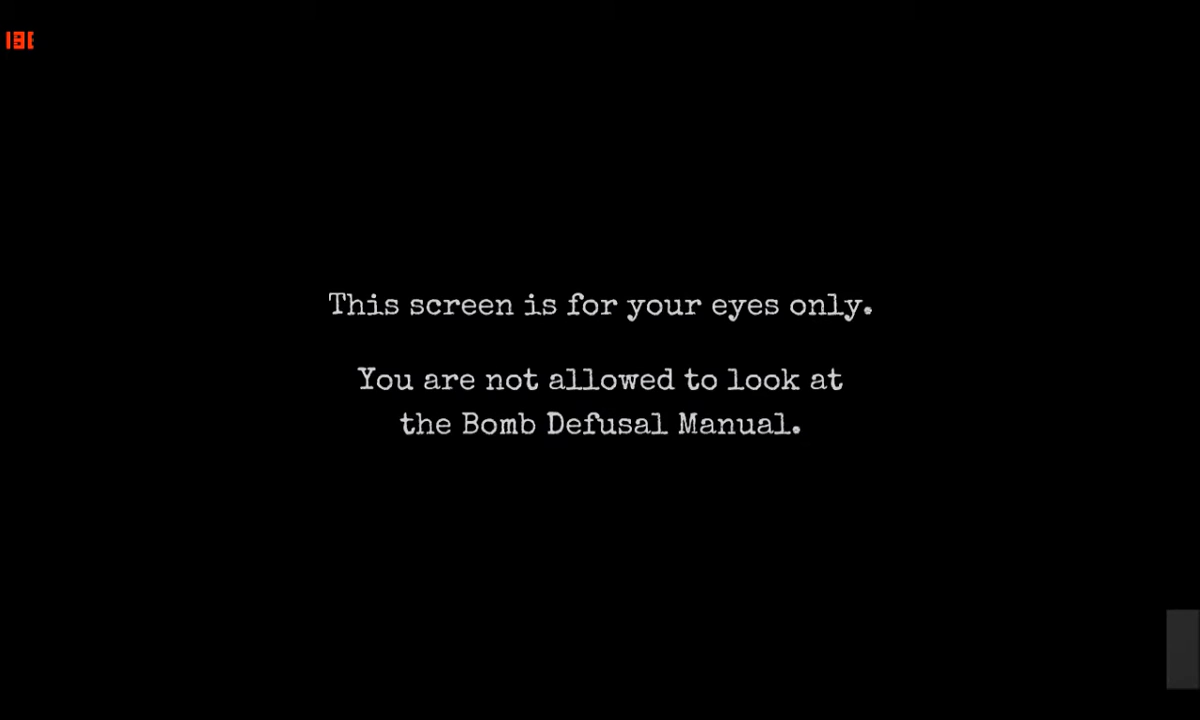 This screen is for your eyes only.
You are not allowed to look at
the Bomb Defusal Manual.